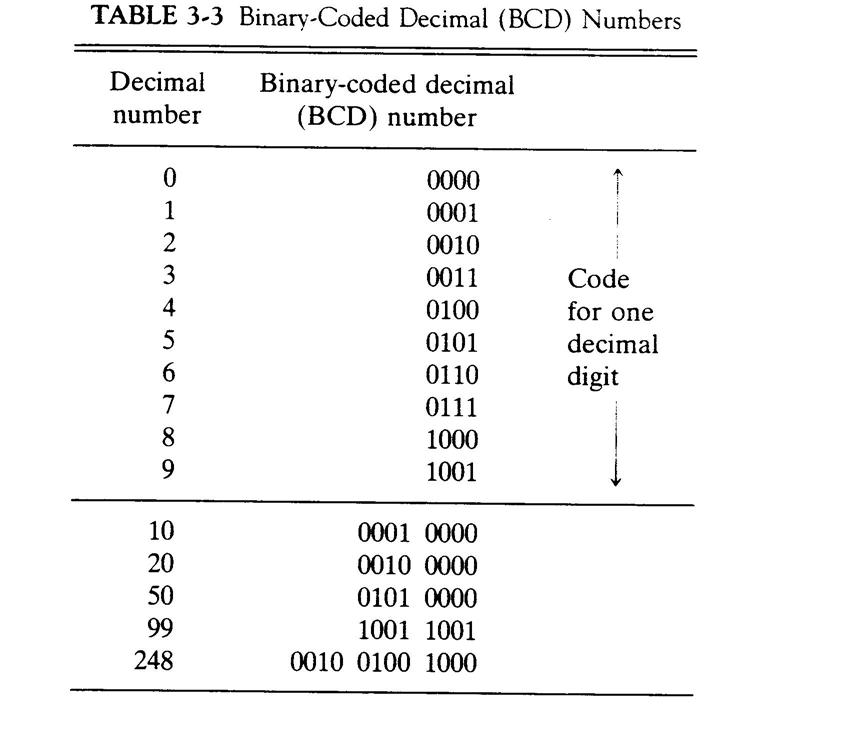 TABLE 3-3 Binary-Coded Decimal (BCD) Numbers
Decimal number Binary-coded decimal (BCD) number
0 0000
1 0001
2 0010
3 0011 Code
4 0100 for one
5 0101 decimal
6 0110 digit
7 0111
8 1000
9 1001
10 0001 0000
20 0010 0000
50 0101 0000
99 1001 1001
248 0010 0100 1000